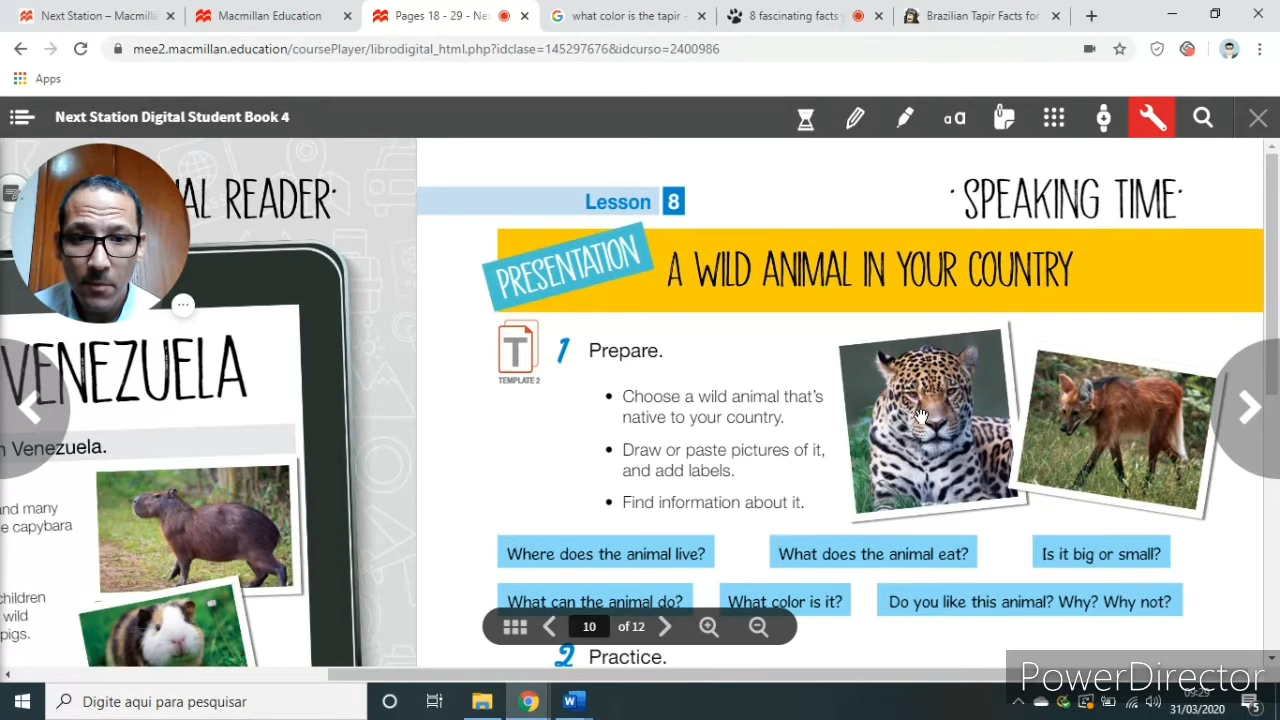 Next Station – Macmilla
Macmillan Education
Pages 18 - 29 - Ne
what color is the tapir -
8 fascinating facts
Brazilian Tapir Facts for
mee2.macmillan.education/coursePlayer/librodigital_html.php?idclase=145297676&idcurso=2400986
Apps
Next Station Digital Student Book 4
aa
AL READER·
Lesson 8
· SPEAKING TIME·
PRESENTATION
A WILD ANIMAL IN YOUR COUNTRY
VENEZUELA
n Venezuela.
and many
e capybara
children
wild
pigs.
T
TEMPLATE 2
1 Prepare.
• Choose a wild animal that's
native to your country.
• Draw or paste pictures of it,
and add labels.
• Find information about it.
Where does the animal live?
What does the animal eat?
Is it big or small?
What can the animal do?
What color is it?
Do you like this animal? Why? Why not?
10 of 12
2 Practice.
PowerDirector
Digite aqui para pesquisar
09:29
31/03/2020
5